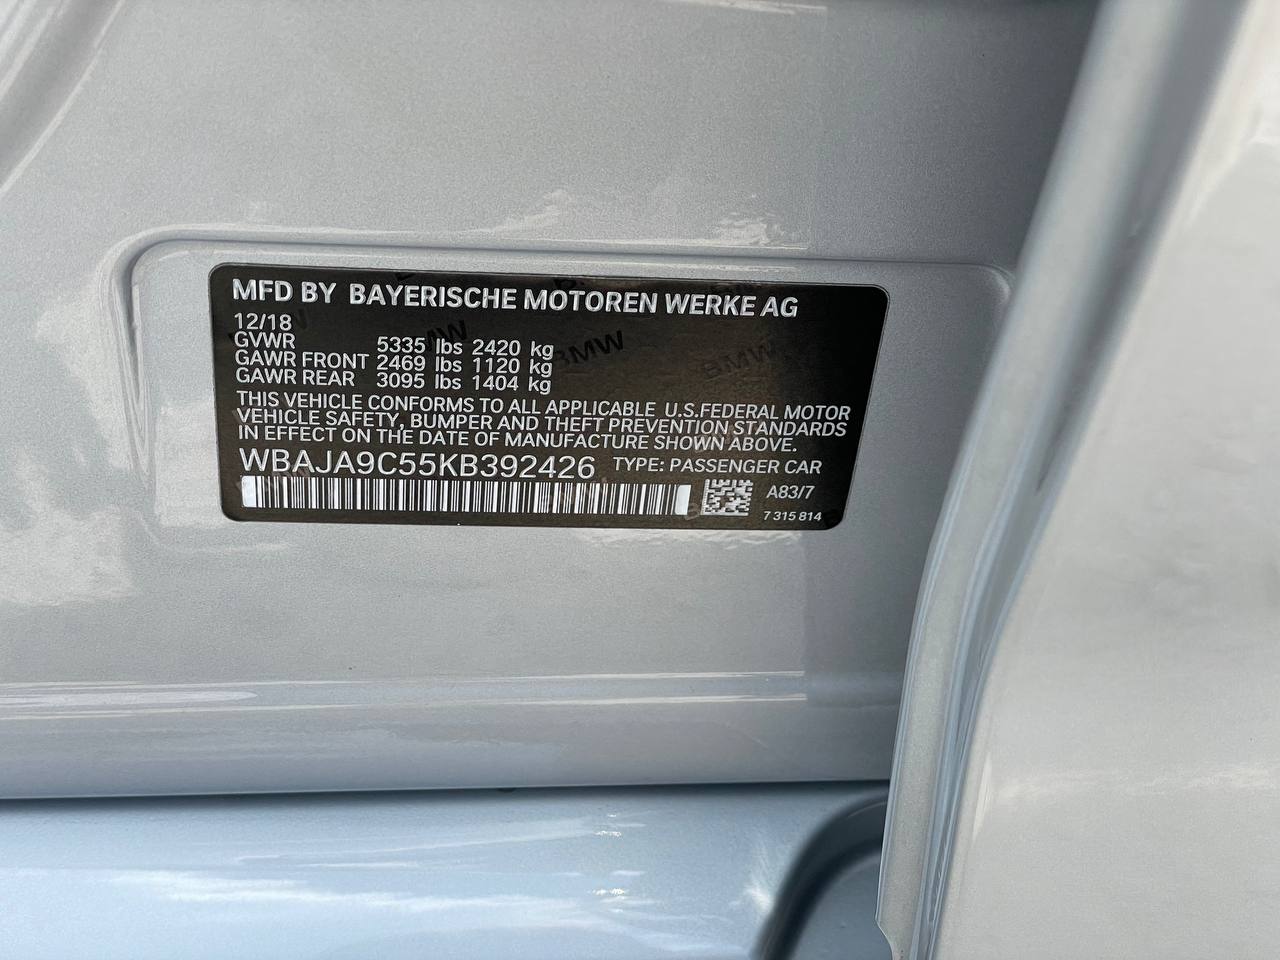 MFD BY BAYERISCHE MOTOREN WERKE AG
12/18
GVWR 5335 lbs 2420 kg
GAWR FRONT 2469 lbs 1120 kg
GAWR REAR 3095 lbs 1404 kg
THIS VEHICLE CONFORMS TO ALL APPLICABLE U.S.FEDERAL MOTOR
VEHICLE SAFETY, BUMPER AND THEFT PREVENTION STANDARDS
IN EFFECT ON THE DATE OF MANUFACTURE SHOWN ABOVE.
WBAJA9C55KB392426 TYPE: PASSENGER CAR
A83/7
7 315 814
BMW
BMW
BMW